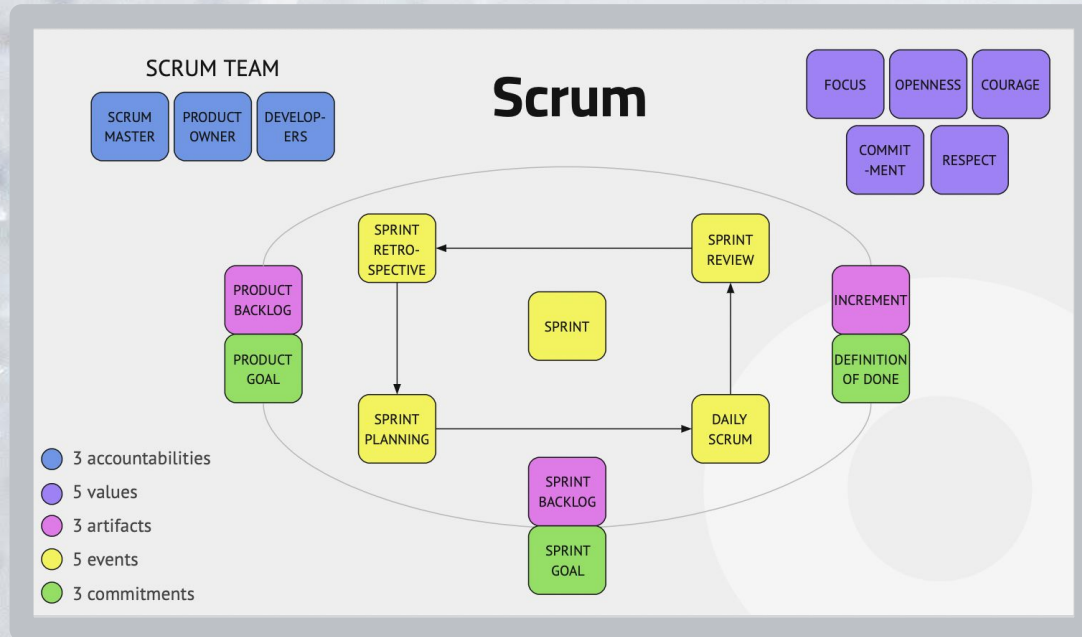 Scrum
SCRUM TEAM
SCRUM
MASTER
PRODUCT
OWNER
DEVELOP-
ERS
FOCUS
OPENNESS
COURAGE
COMMIT
-MENT
RESPECT
SPRINT
RETRO-
SPECTIVE
SPRINT
REVIEW
PRODUCT
BACKLOG
PRODUCT
GOAL
SPRINT
INCREMENT
DEFINITION
OF DONE
SPRINT
PLANNING
DAILY
SCRUM
SPRINT
BACKLOG
SPRINT
GOAL
3 accountabilities
5 values
3 artifacts
5 events
3 commitments